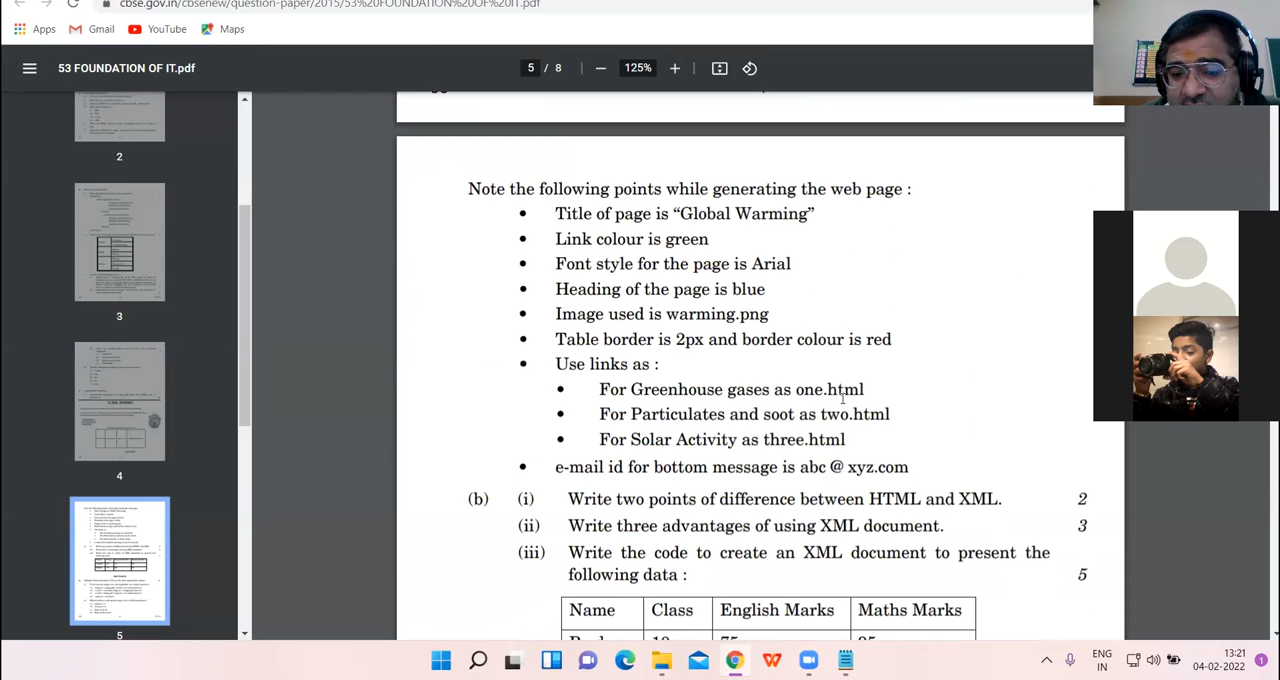 cbse.gov.in/cbsenew/question-paper/2015/53%20FOUNDATION%20OF%20IT.pdf
Apps Gmail YouTube Maps
53 FOUNDATION OF IT.pdf
5 / 8
125%
2
3
4
5
Note the following points while generating the web page :
• Title of page is “Global Warming”
• Link colour is green
• Font style for the page is Arial
• Heading of the page is blue
• Image used is warming.png
• Table border is 2px and border colour is red
• Use links as :
• For Greenhouse gases as one.html
• For Particulates and soot as two.html
• For Solar Activity as three.html
• e-mail id for bottom message is abc @ xyz.com
(b) (i) Write two points of difference between HTML and XML. 2
(ii) Write three advantages of using XML document. 3
(iii) Write the code to create an XML document to present the
following data : 5
Name Class English Marks Maths Marks
ENG
IN
13:21
04-02-2022
1